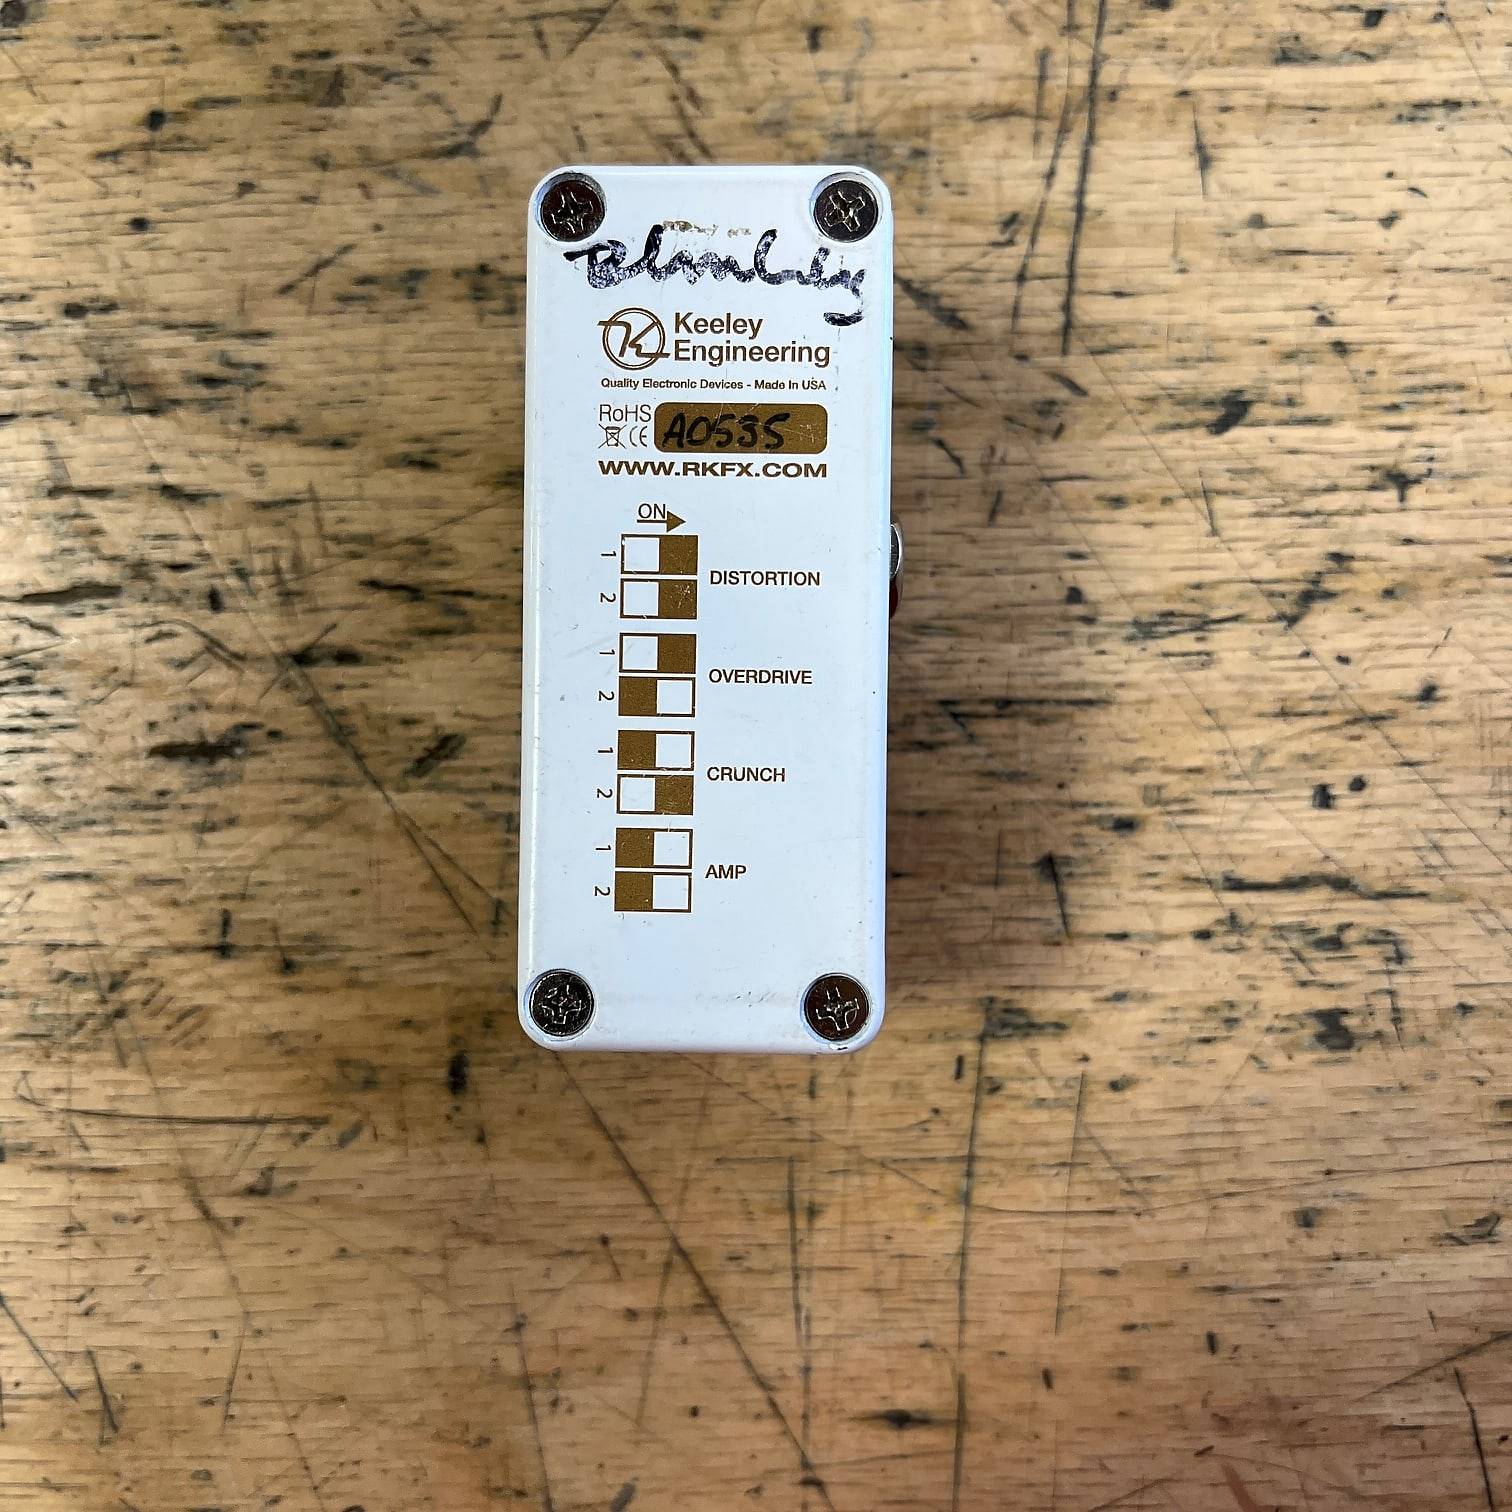 Keeley
Engineering
Quality Electronic Devices - Made In USA
RoHS
CE A0535
WWW.RKFX.COM
ON
1
2 DISTORTION
1
2 OVERDRIVE
1
2 CRUNCH
1
2 AMP